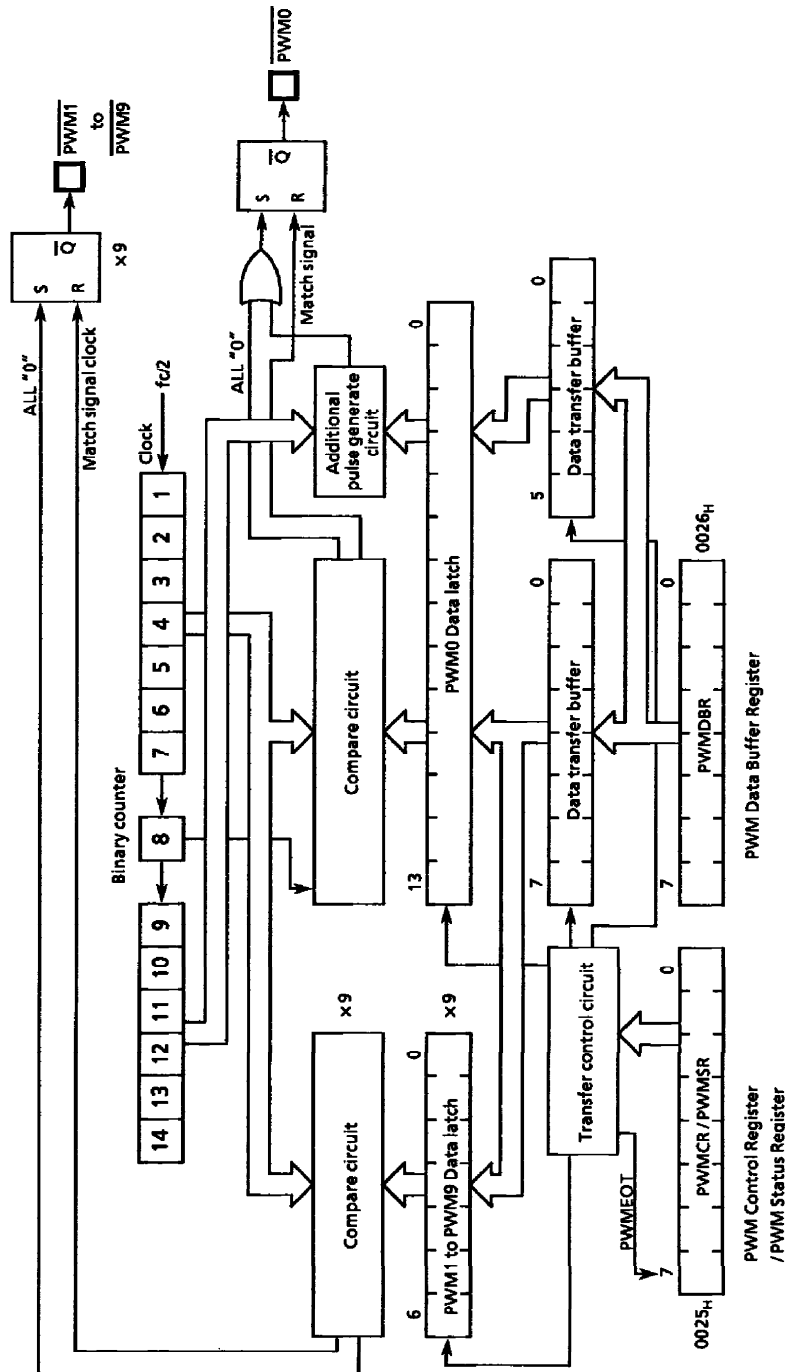 PWM1
to
PWM9
S
R
Q
×9
ALL "0"
Match signal clock
PWM0
S
R
Q
ALL "0"
Match signal
Binary counter
Clock
fc/2
14 13 12 11 10 9
8
7 6 5 4 3 2 1
Compare circuit
×9
Compare circuit
Additional
pulse generate
circuit
6
0
PWM1 to PWM9 Data latch
×9
13
0
PWM0 Data latch
Transfer control circuit
7
0
Data transfer buffer
5
0
Data transfer buffer
PWMEOT
0025H
7
0
PWMCR / PWMSR
7
0
PWMDBR
0026H
PWM Control Register
/ PWM Status Register
PWM Data Buffer Register